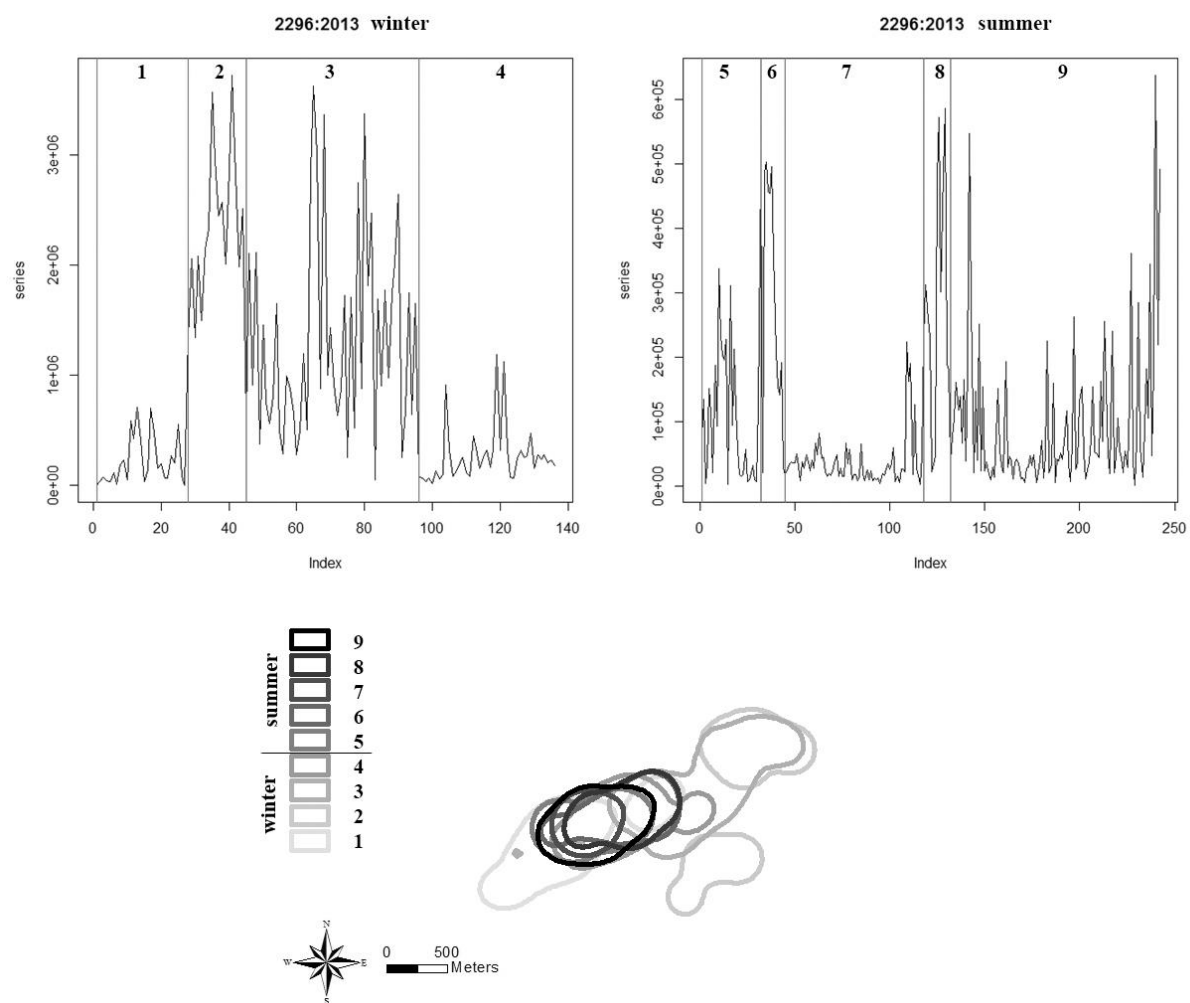 2296:2013 winter
1 2 3 4
3e+06
2e+06
1e+06
0e+00
series
0 20 40 60 80 100 120 140
Index
2296:2013 summer
5 6 7 8 9
6e+05
5e+05
4e+05
3e+05
2e+05
1e+05
0e+00
series
0 50 100 150 200 250
Index
summer
9
8
7
6
5
winter
4
3
2
1
N
W E
S
0 500
Meters